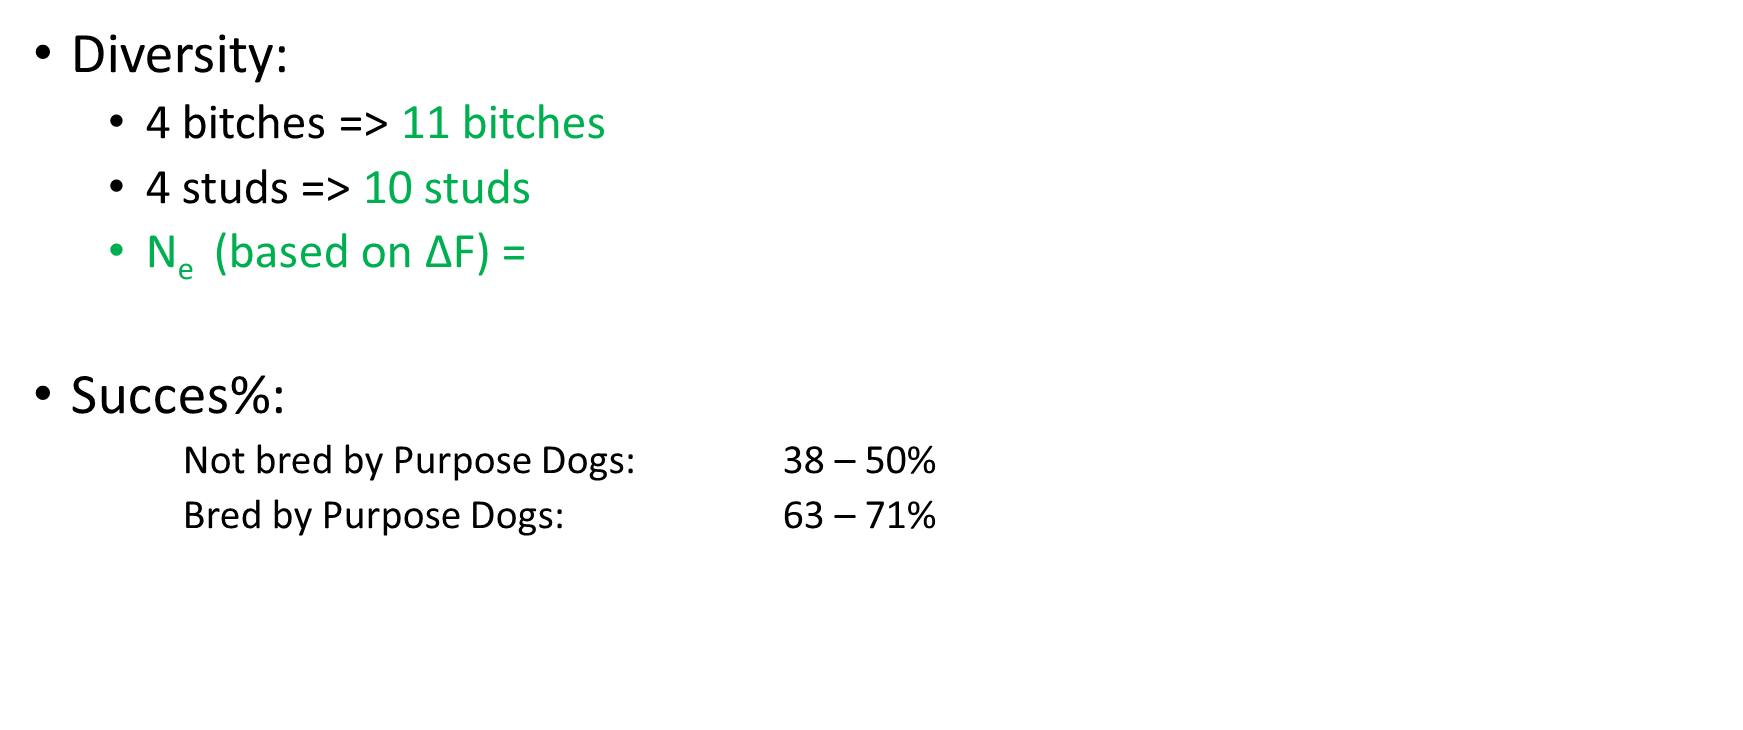 • Diversity:
• 4 bitches => 11 bitches
• 4 studs => 10 studs
• Ne (based on ΔF) =
• Succes%:
Not bred by Purpose Dogs: 38 – 50%
Bred by Purpose Dogs: 63 – 71%